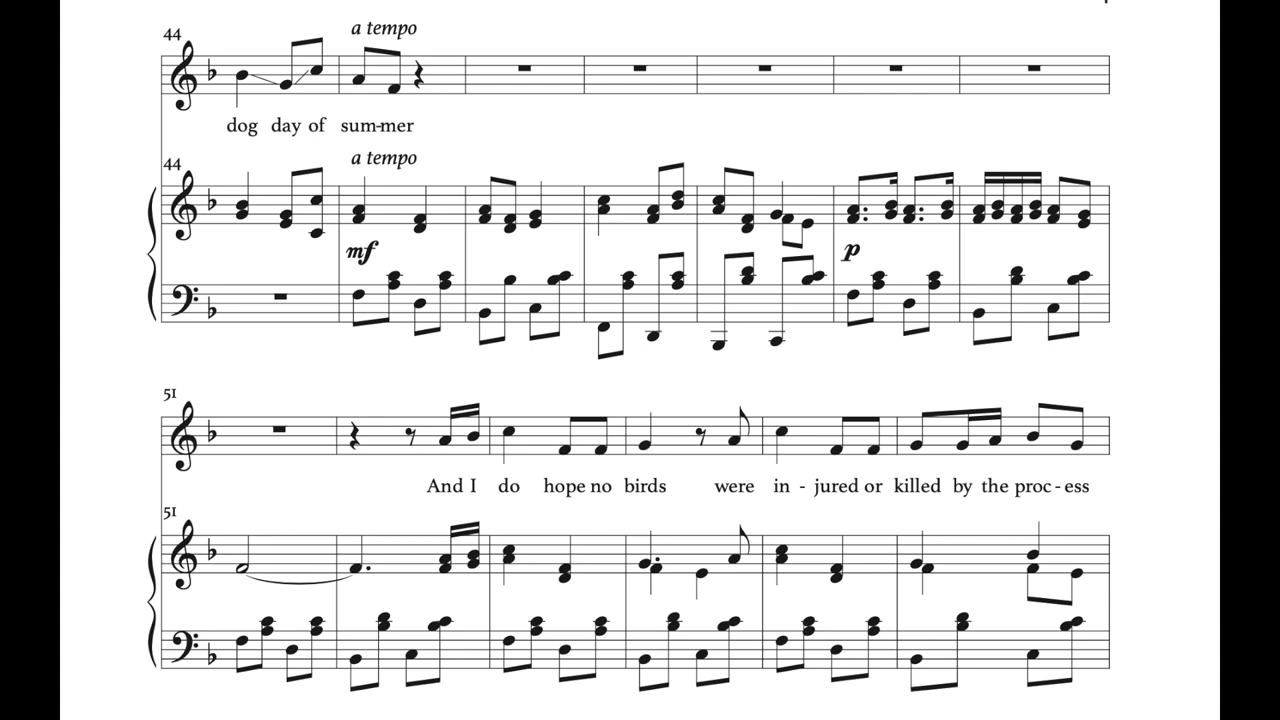 44
a tempo
dog day of sum-mer
44
a tempo
mf
p
51
And I do hope no birds were in - jured or killed by the proc - ess
51